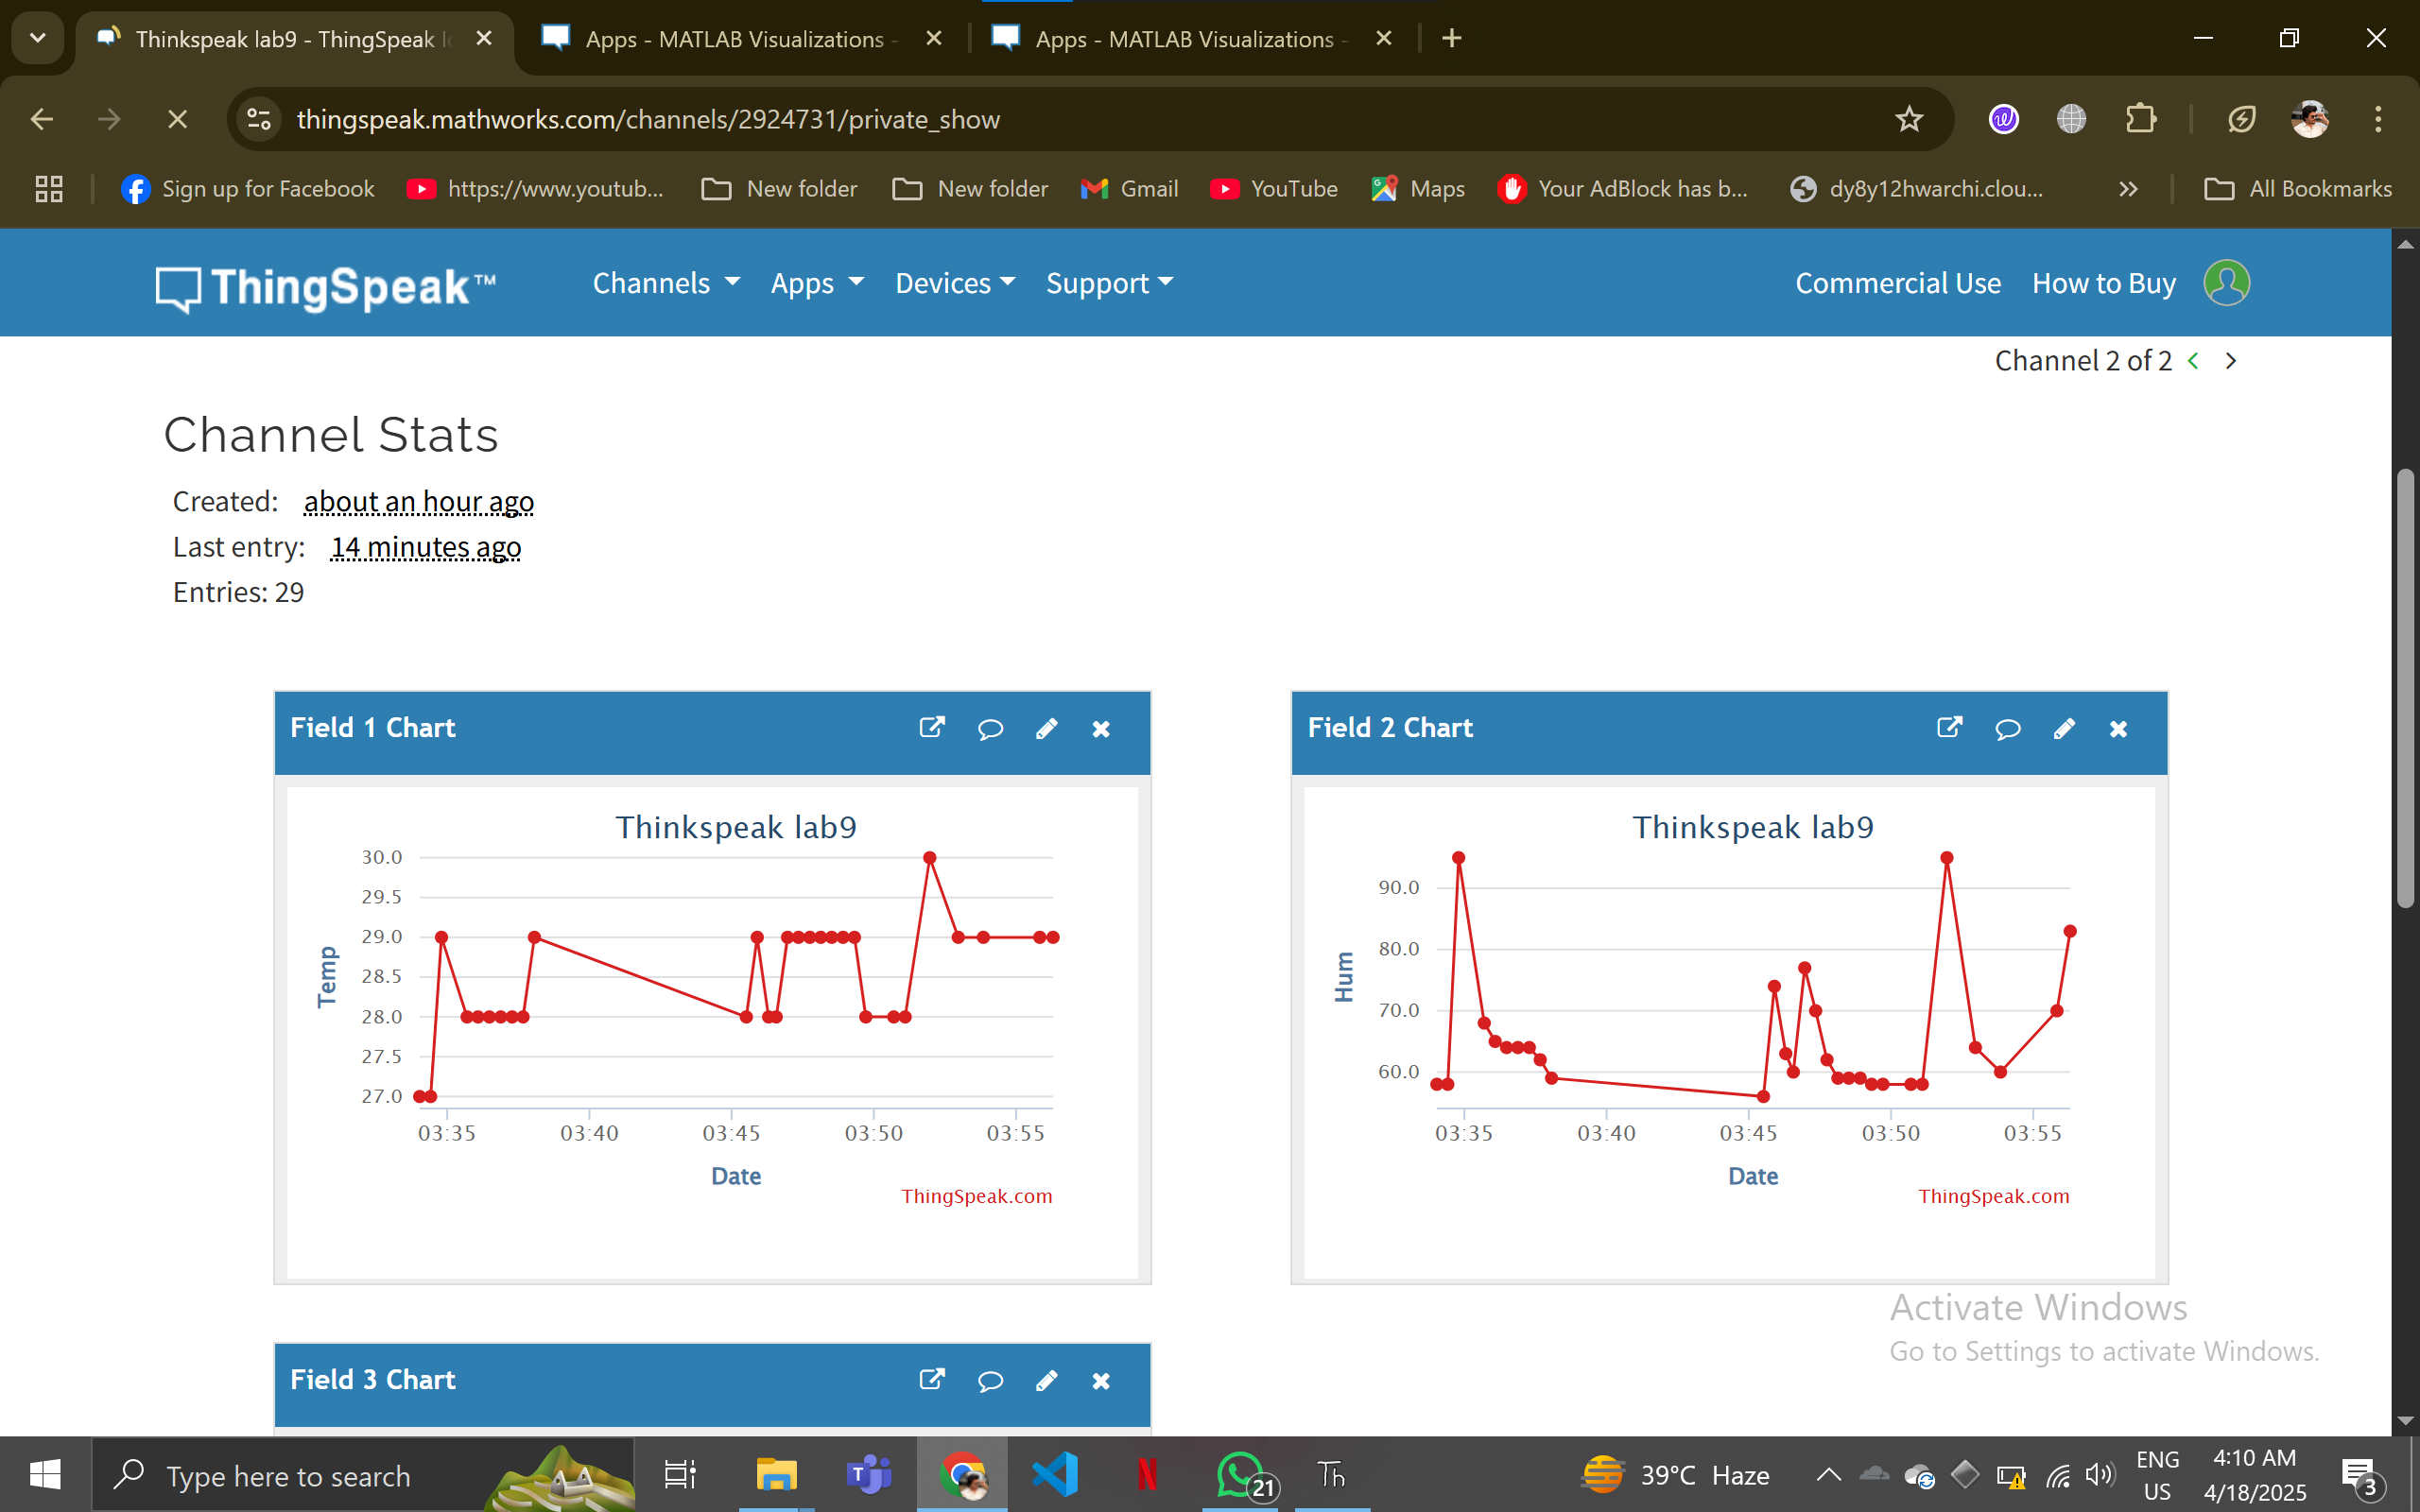 Thinkspeak lab9 - ThingSpeak
Apps - MATLAB Visualizations -
Apps - MATLAB Visualizations -
thingspeak.mathworks.com/channels/2924731/private_show
Sign up for Facebook
https://www.youtub...
New folder
New folder
Gmail
YouTube
Maps
Your AdBlock has b...
dy8y12hwarchi.clou...
All Bookmarks
ThingSpeak™
Channels
Apps
Devices
Support
Commercial Use
How to Buy
Channel 2 of 2
Channel Stats
Created: about an hour ago
Last entry: 14 minutes ago
Entries: 29
Field 1 Chart
Thinkspeak lab9
30.0
29.5
29.0
28.5
28.0
27.5
27.0
Temp
03:35 03:40 03:45 03:50 03:55
Date
ThingSpeak.com
Field 2 Chart
Thinkspeak lab9
90.0
80.0
70.0
60.0
Hum
03:35 03:40 03:45 03:50 03:55
Date
ThingSpeak.com
Field 3 Chart
Activate Windows
Go to Settings to activate Windows.
Type here to search
21
Th
39°C Haze
ENG
US
4:10 AM
4/18/2025
3